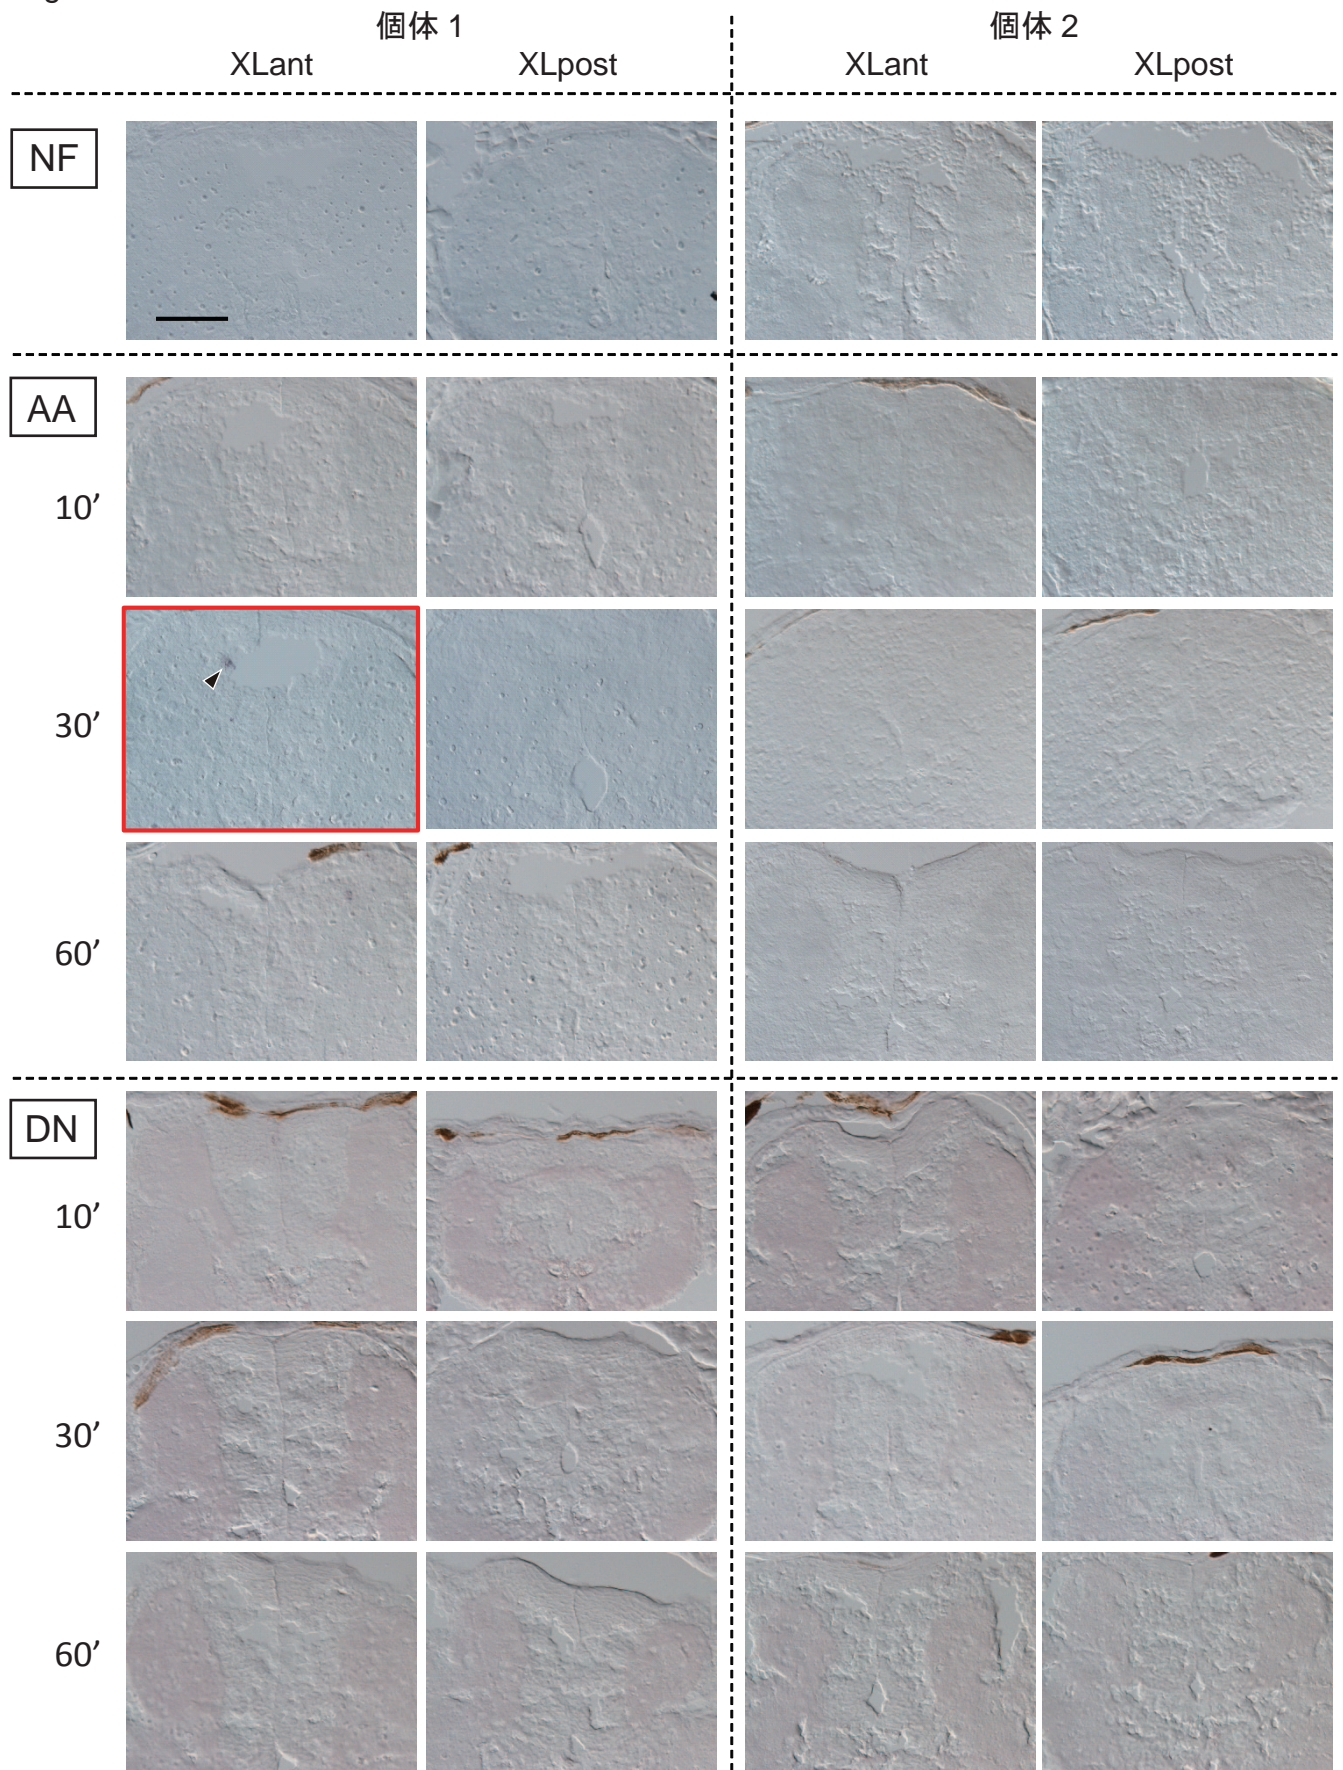 個体 1 個体 2
XLant XLpost XLant XLpost
NF
AA
10’
30’
60’
DN
10’
30’
60’